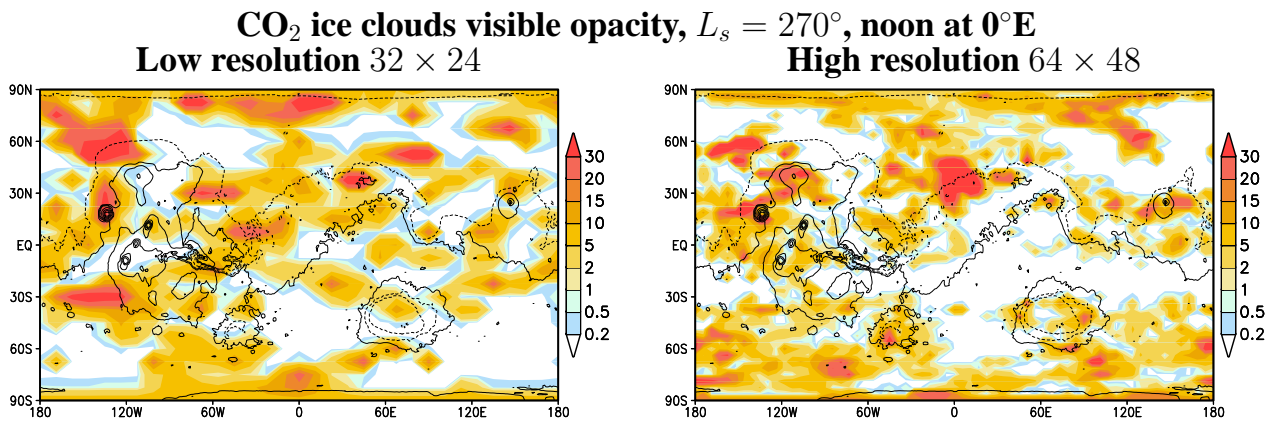 CO₂ ice clouds visible opacity, Lₛ = 270°, noon at 0°E
Low resolution 32 × 24
High resolution 64 × 48
90N
60N
30N
EQ
30S
60S
90S
180 120W 60W 0 60E 120E 180
30
20
15
10
5
2
1
0.5
0.2
90N
60N
30N
EQ
30S
60S
90S
180 120W 60W 0 60E 120E 180
30
20
15
10
5
2
1
0.5
0.2